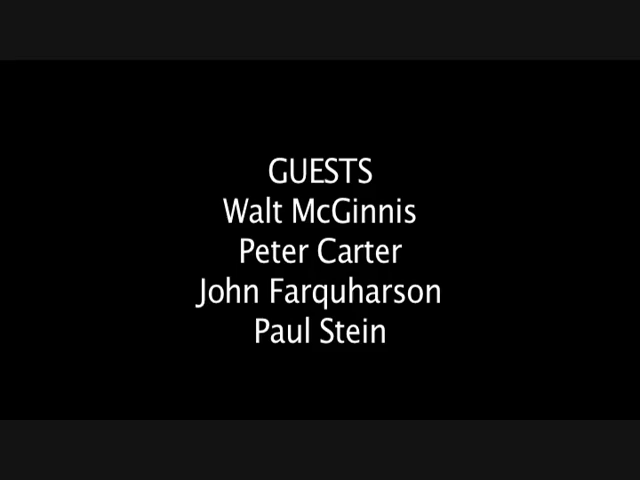 GUESTS
Walt McGinnis
Peter Carter
John Farquharson
Paul Stein